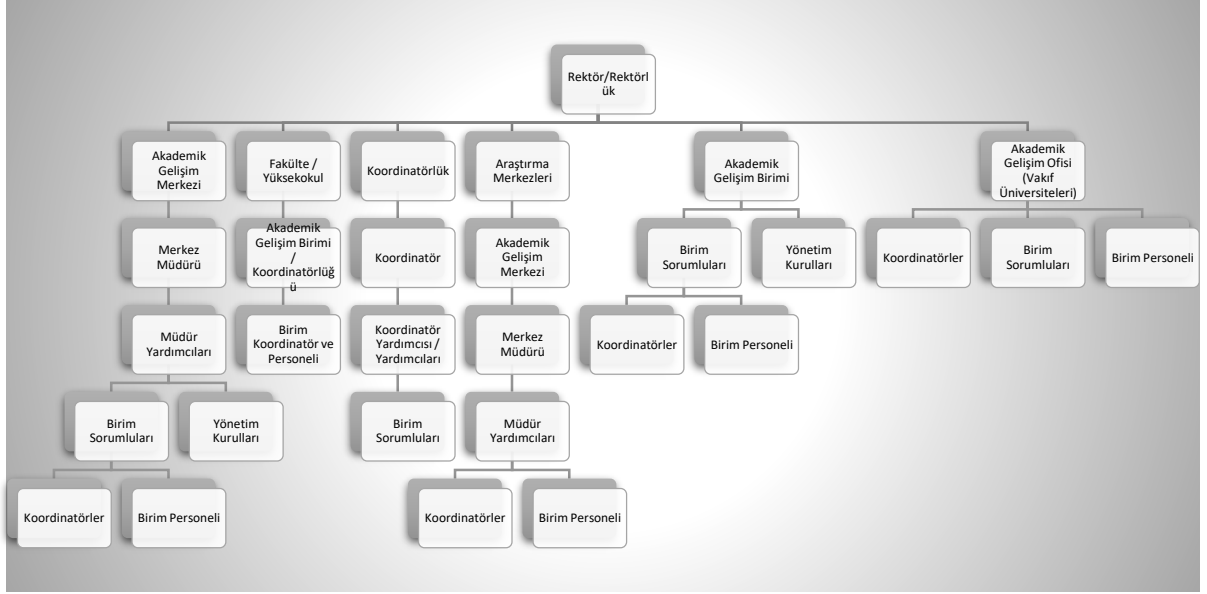 Rektör/Rektörl
ük
Akademik
Gelişim
Merkezi
Fakülte /
Yüksekokul
Koordinatörlük
Araştırma
Merkezleri
Akademik
Gelişim Birimi
Akademik
Gelişim Ofisi
(Vakıf
Üniversiteleri)
Merkez
Müdürü
Akademik
Gelişim Birimi
/
Koordinatörlüğ
ü
Koordinatör
Akademik
Gelişim
Merkezi
Birim
Sorumluları
Yönetim
Kurulları
Koordinatörler
Birim
Sorumluları
Birim Personeli
Müdür
Yardımcıları
Birim
Koordinatör ve
Personeli
Koordinatör
Yardımcısı /
Yardımcıları
Merkez
Müdürü
Koordinatörler
Birim Personeli
Birim
Sorumluları
Yönetim
Kurulları
Birim
Sorumluları
Müdür
Yardımcıları
Koordinatörler
Birim Personeli
Koordinatörler
Birim Personeli